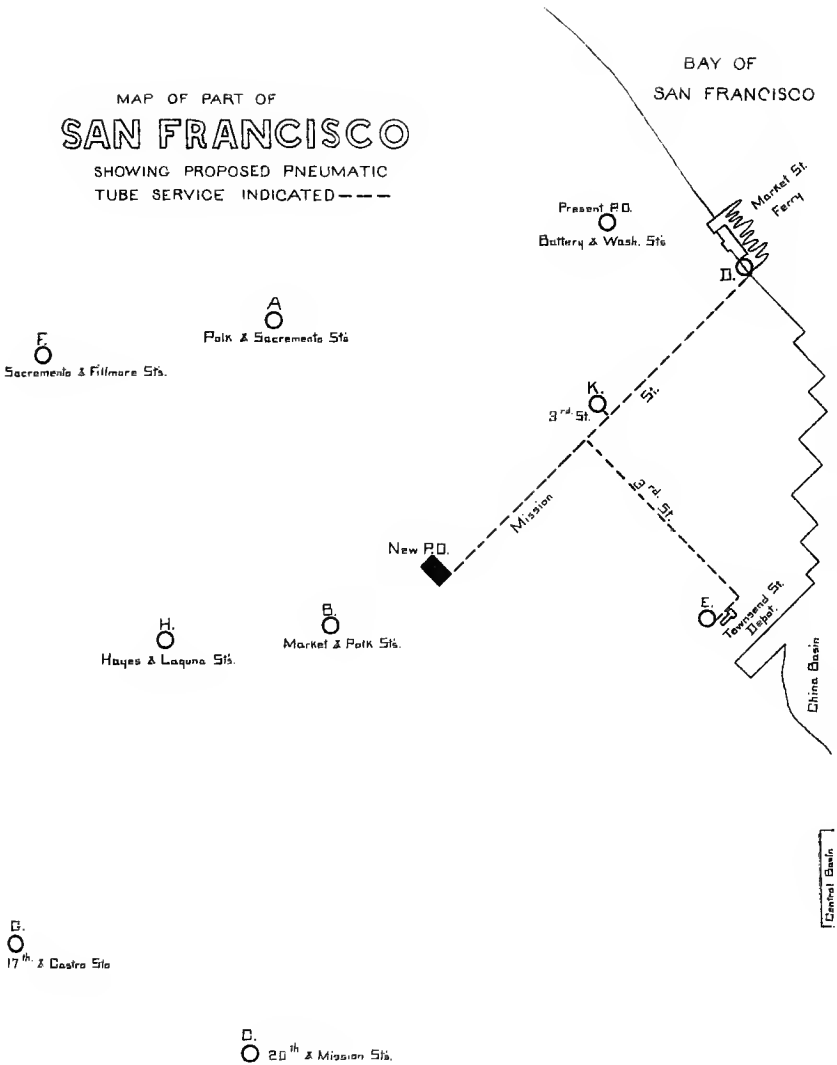 MAP OF PART OF
SAN FRANCISCO
SHOWING PROPOSED PNEUMATIC
TUBE SERVICE INDICATED----
BAY OF
SAN FRANCISCO
Market St.
Ferry
Present P.O.
Battery & Wash. Sts
D.
A
Polk & Sacramento Sts
F.
Sacramento & Fillmore Sts.
K.
3rd. St.
St.
Mission
3rd. St.
New P.O.
E.
Townsend St.
Depot.
China Basin
B.
Market & Polk Sts.
H.
Hayes & Laguna Sts.
Central Basin
G.
17th. & Castro Sts
C.
20th & Mission Sts.